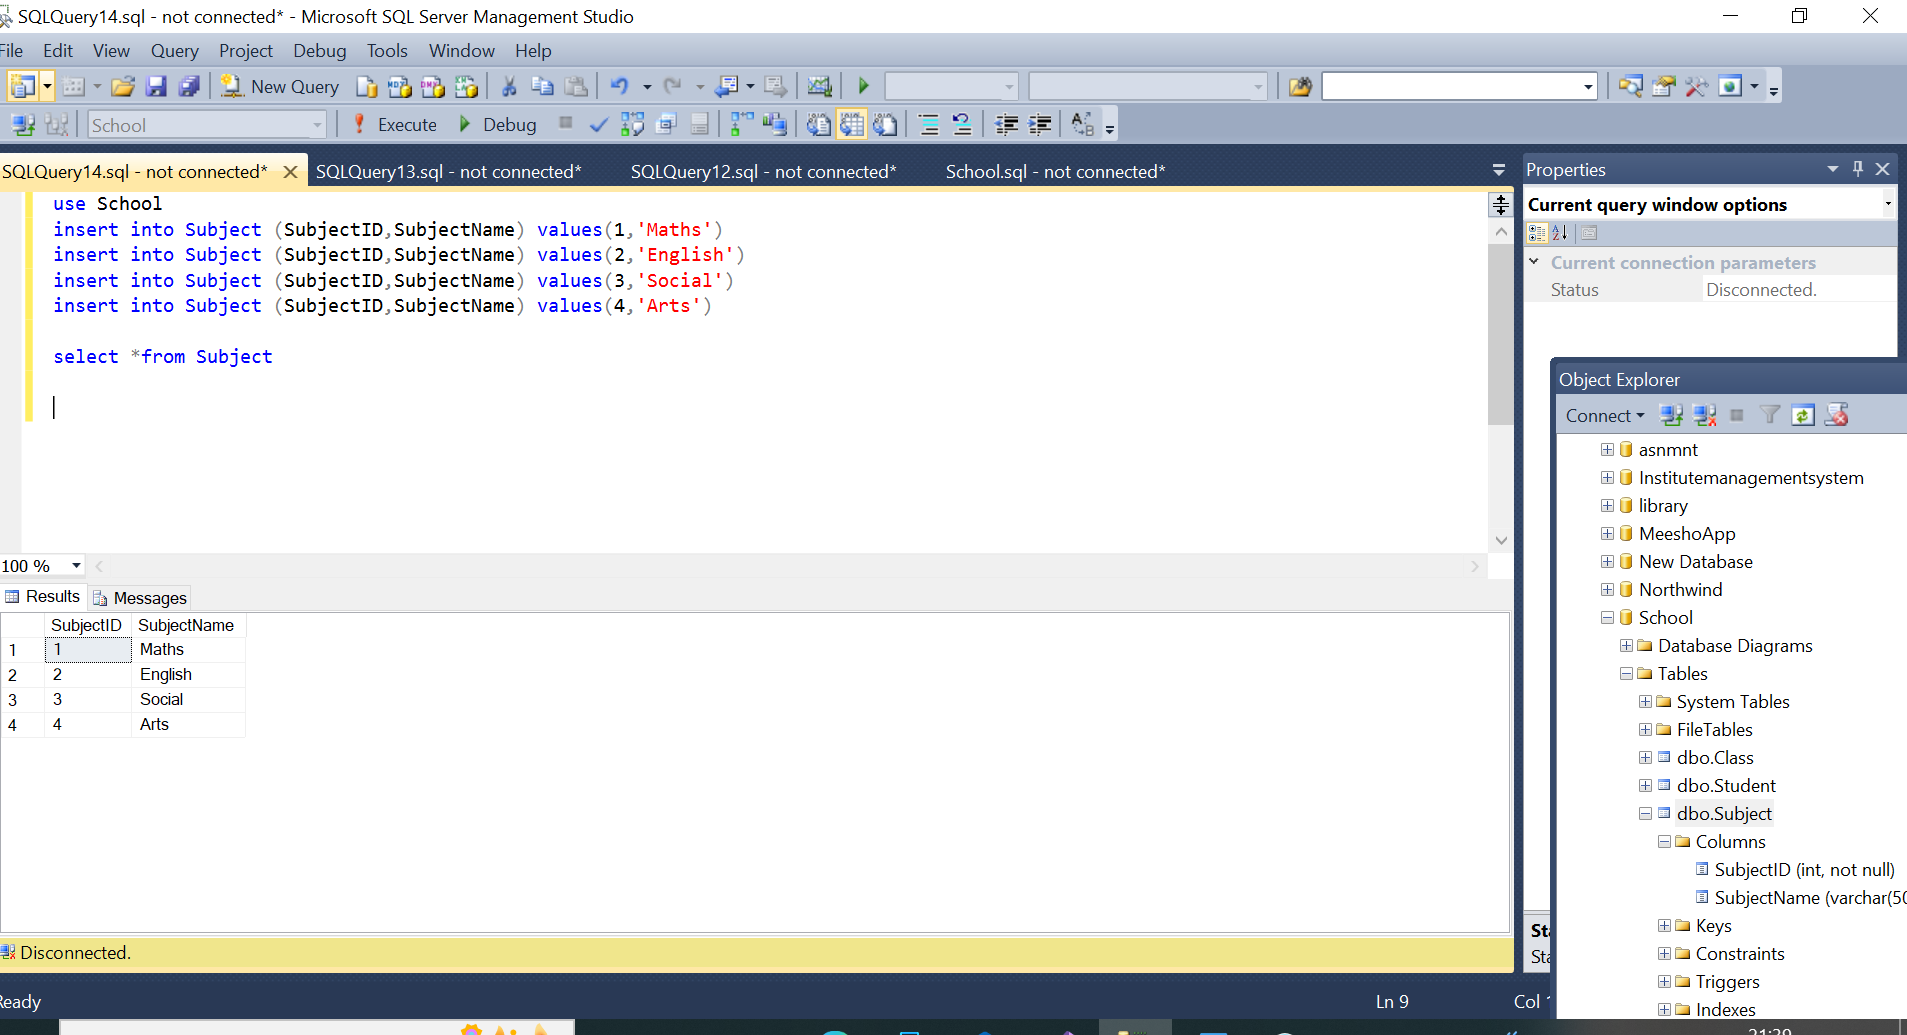 SQLQuery14.sql - not connected* - Microsoft SQL Server Management Studio
File Edit View Query Project Debug Tools Window Help
New Query
School Execute Debug
SQLQuery14.sql - not connected* SQLQuery13.sql - not connected* SQLQuery12.sql - not connected* School.sql - not connected*
use School
insert into Subject (SubjectID,SubjectName) values(1,'Maths')
insert into Subject (SubjectID,SubjectName) values(2,'English')
insert into Subject (SubjectID,SubjectName) values(3,'Social')
insert into Subject (SubjectID,SubjectName) values(4,'Arts')
select *from Subject
100 %
Results Messages
SubjectID SubjectName
1 1 Maths
2 2 English
3 3 Social
4 4 Arts
Disconnected.
Ready Ln 9 Col 1
Properties
Current query window options
Current connection parameters
Status Disconnected.
Object Explorer
Connect
asnmnt
Institutemanagementsystem
library
MeeshoApp
New Database
Northwind
School
Database Diagrams
Tables
System Tables
FileTables
dbo.Class
dbo.Student
dbo.Subject
Columns
SubjectID (int, not null)
SubjectName (varchar(50
Keys
Constraints
Triggers
Indexes